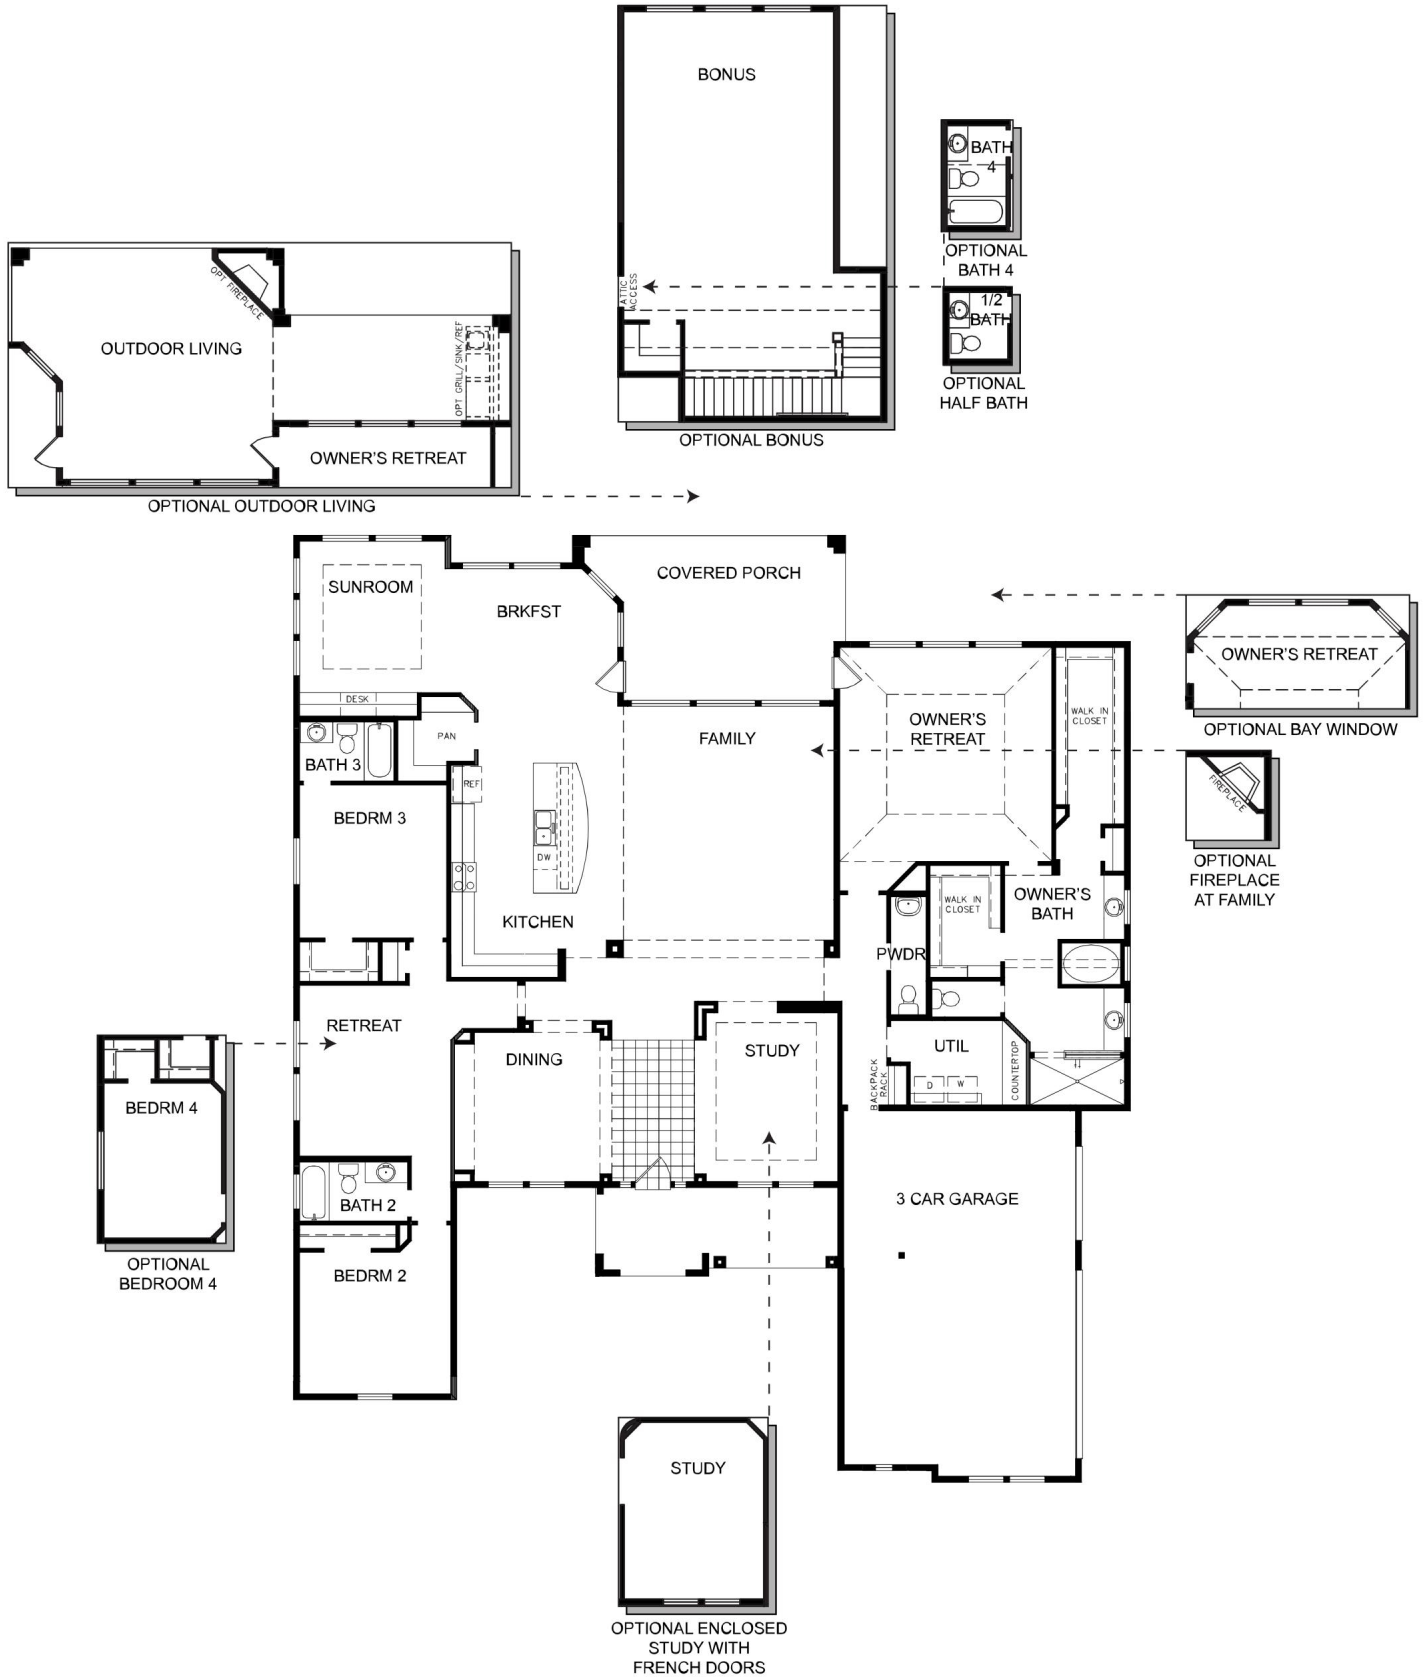 BONUS
ATTIC
ACCESS
OPTIONAL BONUS
BATH
4
OPTIONAL
BATH 4
1/2
BATH
OPTIONAL
HALF BATH
OPT FIREPLACE
OUTDOOR LIVING
OPT GRILL/SINK/REF
OWNER'S RETREAT
OPTIONAL OUTDOOR LIVING
SUNROOM
BRKFST
COVERED PORCH
DESK
PAN
BATH 3
REF
BEDRM 3
DW
KITCHEN
FAMILY
OWNER'S
RETREAT
WALK IN
CLOSET
OWNER'S RETREAT
OPTIONAL BAY WINDOW
FIREPLACE
OPTIONAL
FIREPLACE
AT FAMILY
WALK IN
CLOSET
OWNER'S
BATH
PWDR
RETREAT
DINING
STUDY
UTIL
D
W
COUNTERTOP
BACKPACK
RACK
BEDRM 4
OPTIONAL
BEDROOM 4
BATH 2
BEDRM 2
3 CAR GARAGE
STUDY
OPTIONAL ENCLOSED
STUDY WITH
FRENCH DOORS